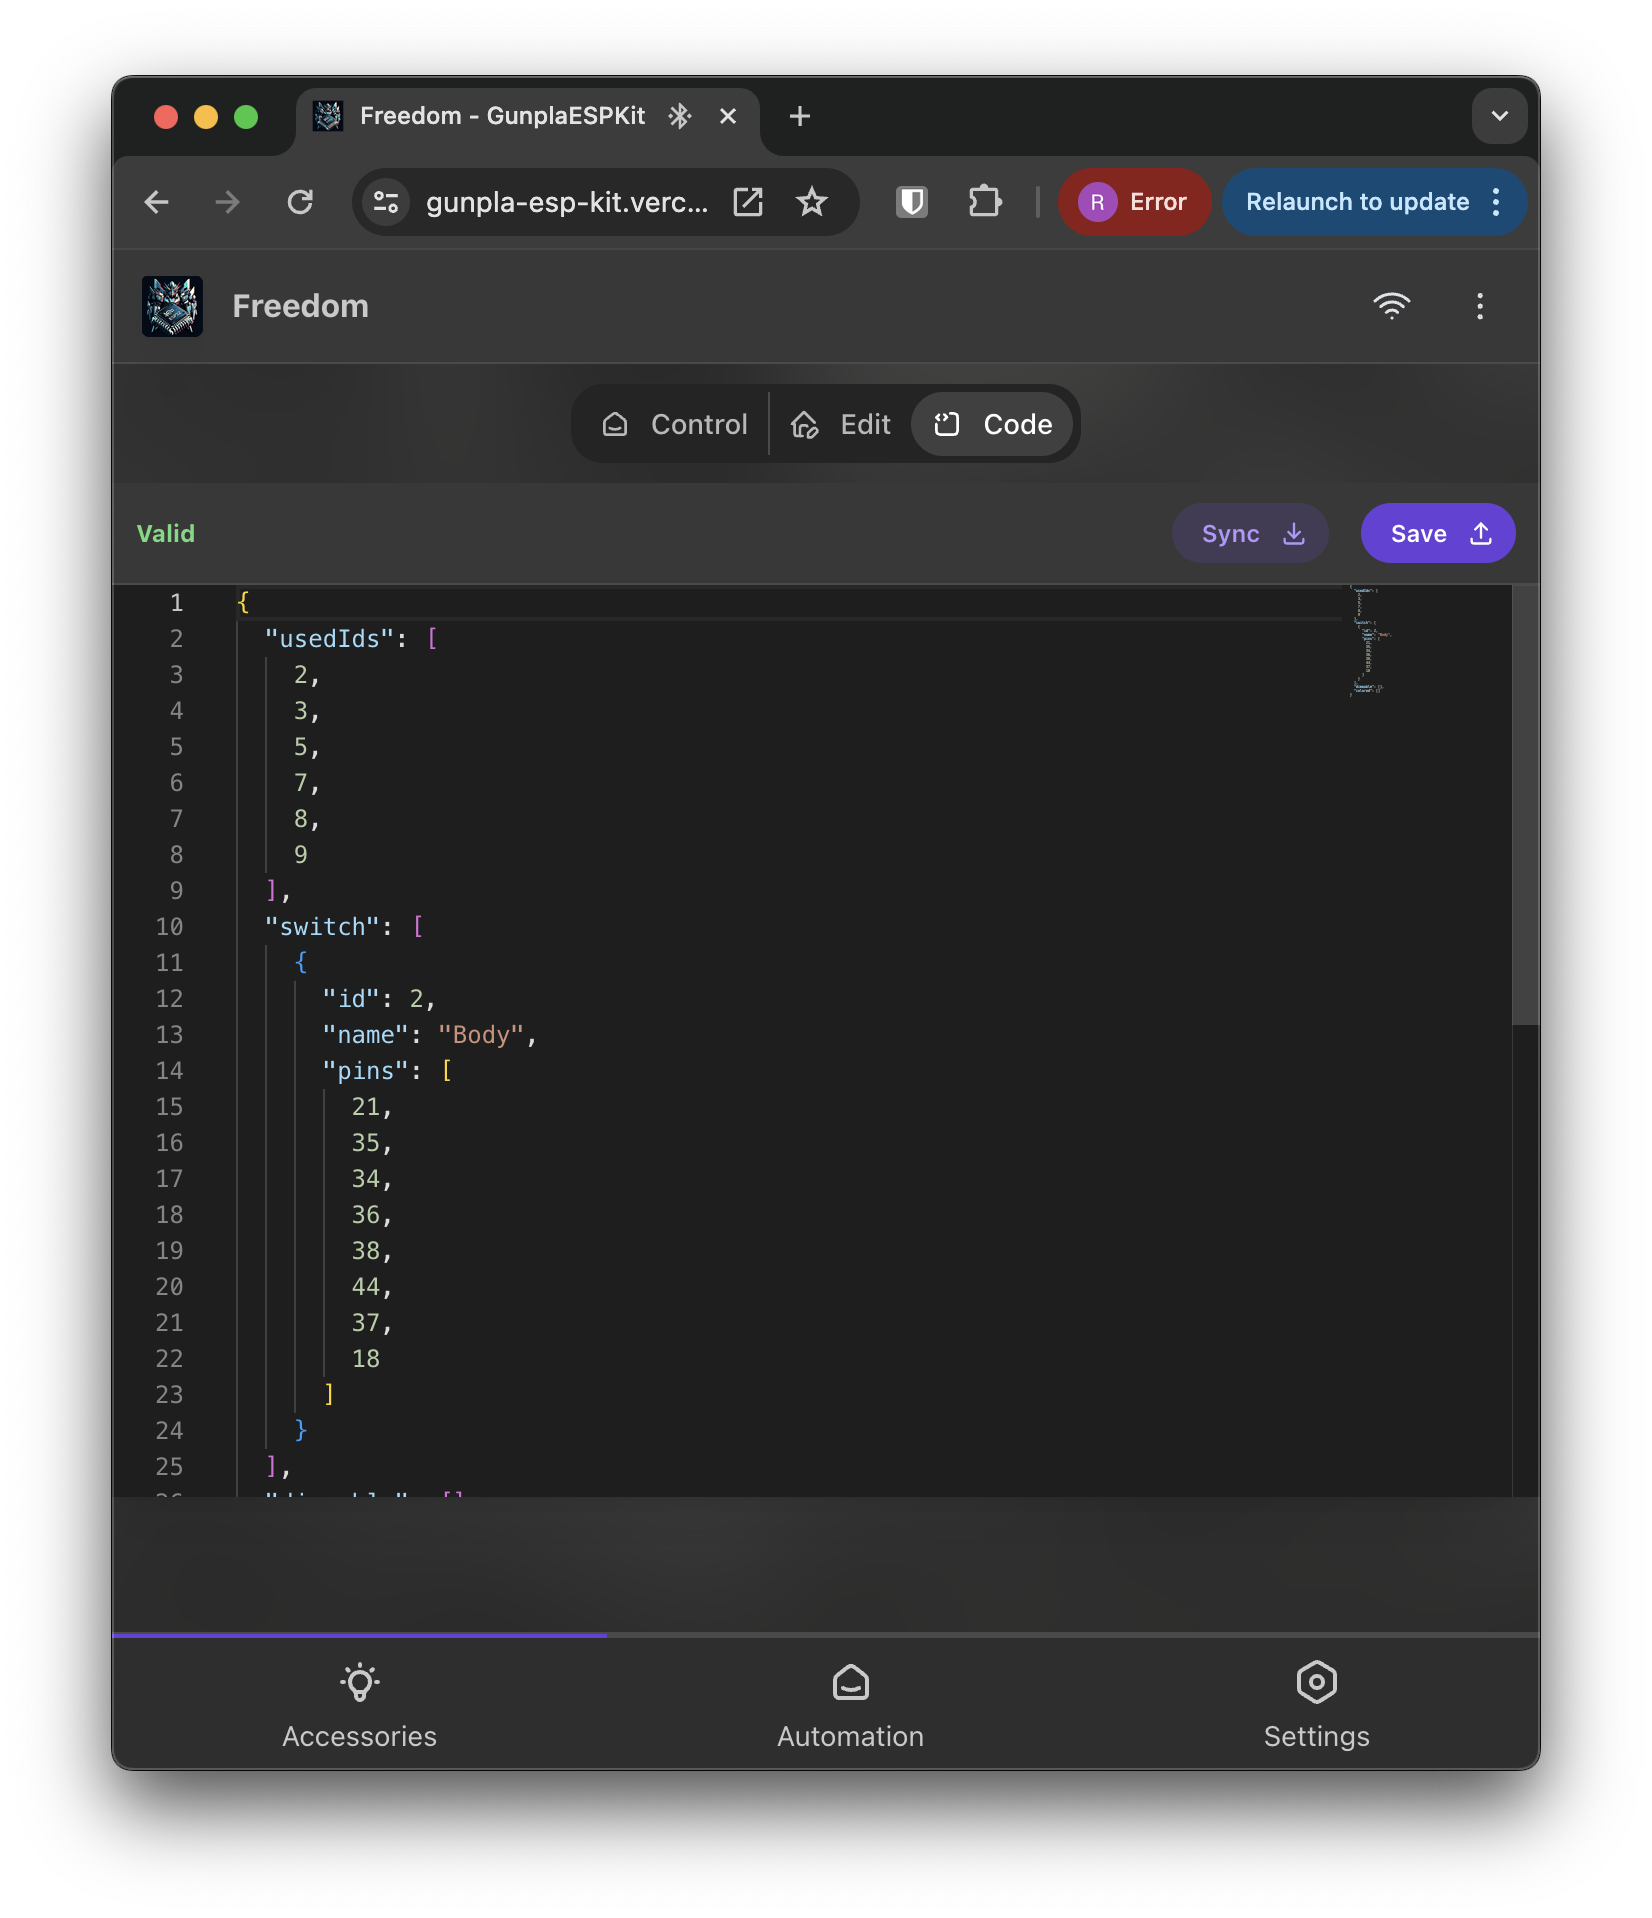 Freedom - GunplaESPKit
gunpla-esp-kit.verc...
R Error
Relaunch to update
Freedom
Control
Edit
Code
Valid
Sync
Save
1 {
2 "usedIds": [
3 2,
4 3,
5 5,
6 7,
7 8,
8 9
9 ],
10 "switch": [
11 {
12 "id": 2,
13 "name": "Body",
14 "pins": [
15 21,
16 35,
17 34,
18 36,
19 38,
20 44,
21 37,
22 18
23 ]
24 }
25 ],
Accessories
Automation
Settings